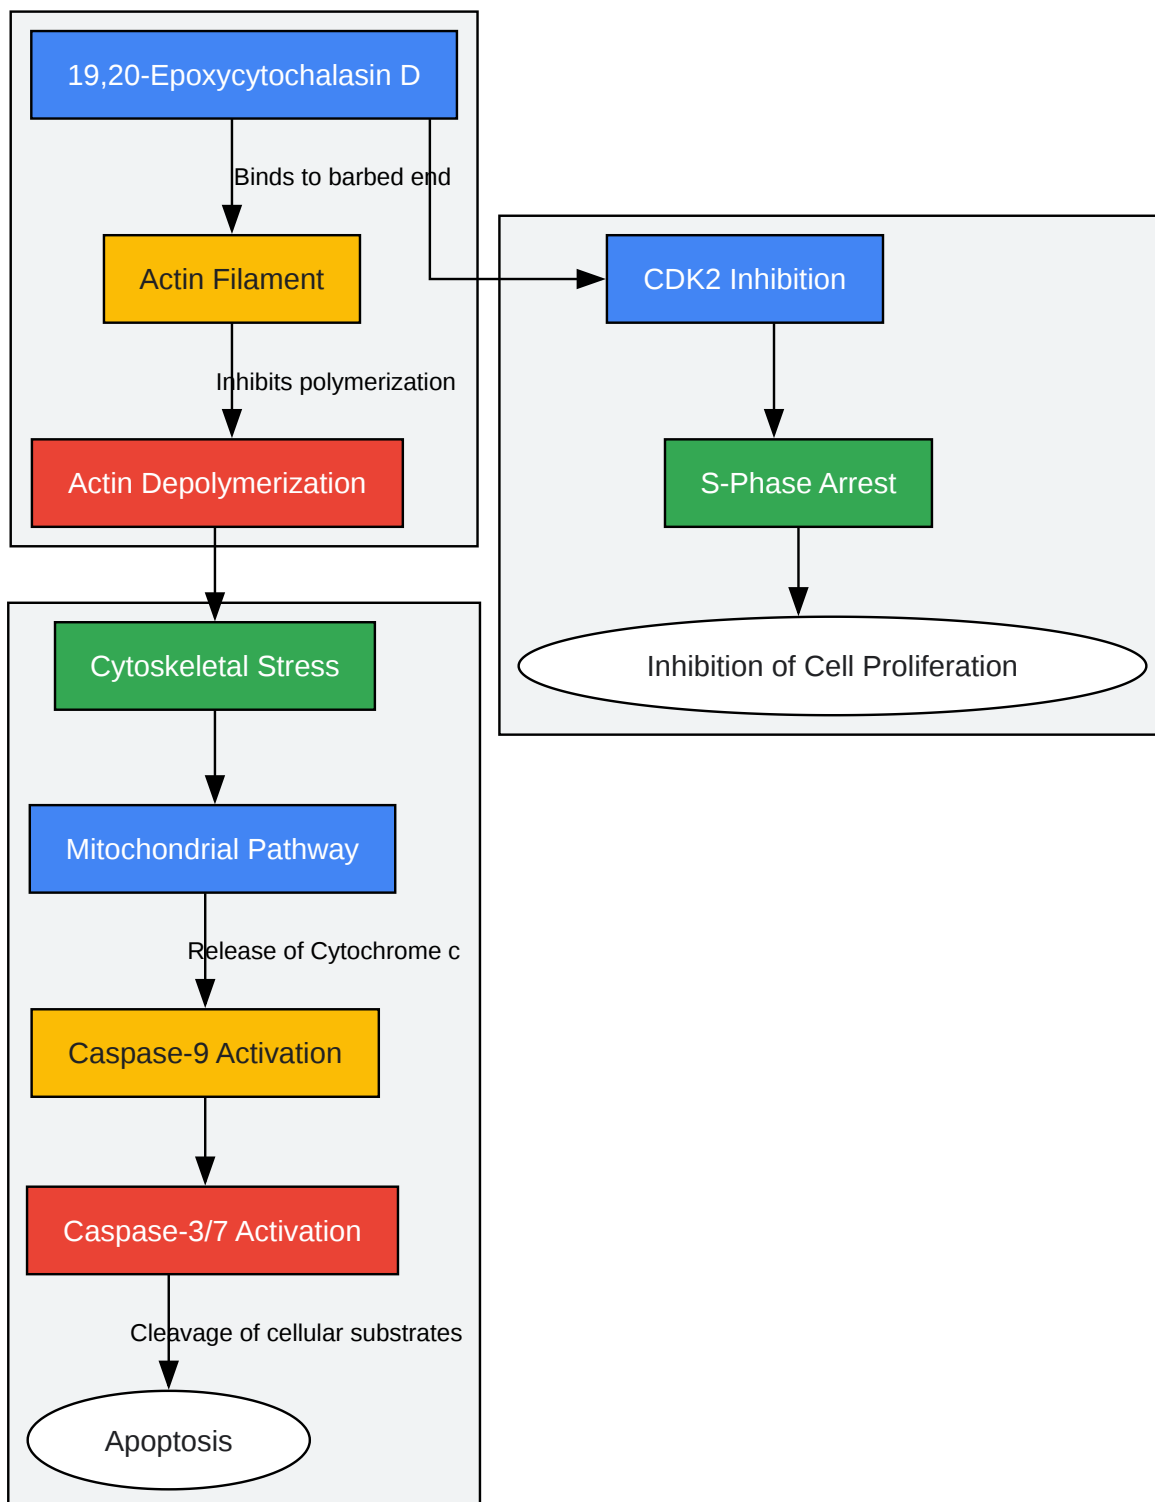 19,20-Epoxycytochalasin D
Binds to barbed end
Actin Filament
CDK2 Inhibition
Inhibits polymerization
Actin Depolymerization
S-Phase Arrest
Cytoskeletal Stress
Inhibition of Cell Proliferation
Mitochondrial Pathway
Release of Cytochrome c
Caspase-9 Activation
Caspase-3/7 Activation
Cleavage of cellular substrates
Apoptosis